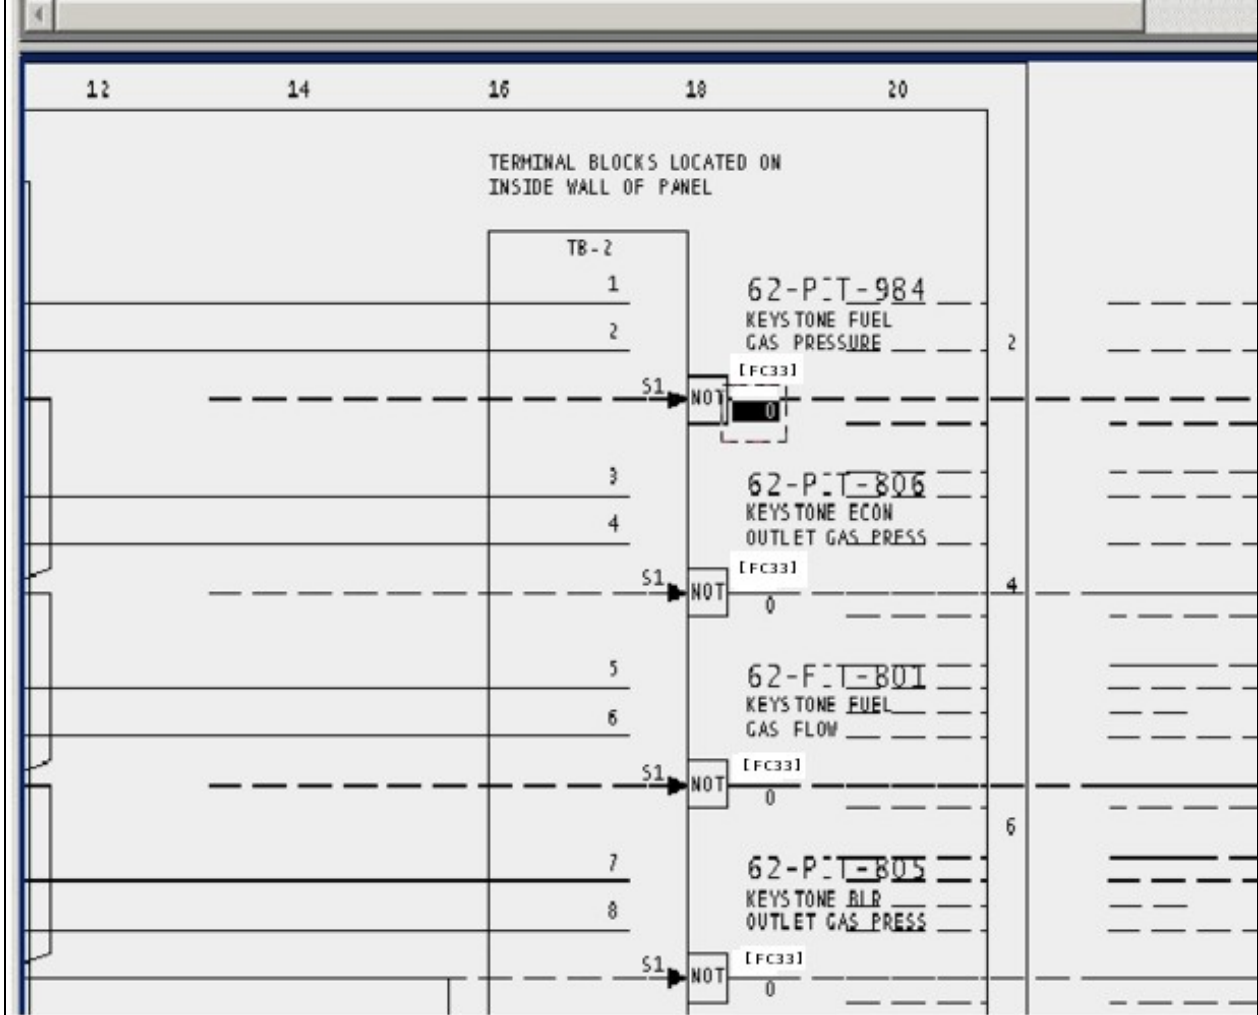 12 14 16 18 20
TERMINAL BLOCKS LOCATED ON
INSIDE WALL OF PANEL
TB-2
1
62-PIT-984
KEYSTONE FUEL
2
GAS PRESSURE
2
[FC33]
S1
NOT
0
3
62-PIT-806
KEYSTONE ECON
4
OUTLET GAS PRESS
[FC33]
S1
NOT
4
0
5
62-FIT-801
KEYSTONE FUEL
6
GAS FLOW
[FC33]
S1
NOT
0
6
7
62-PIT-805
KEYSTONE BLR
8
OUTLET GAS PRESS
[FC33]
S1
NOT
0